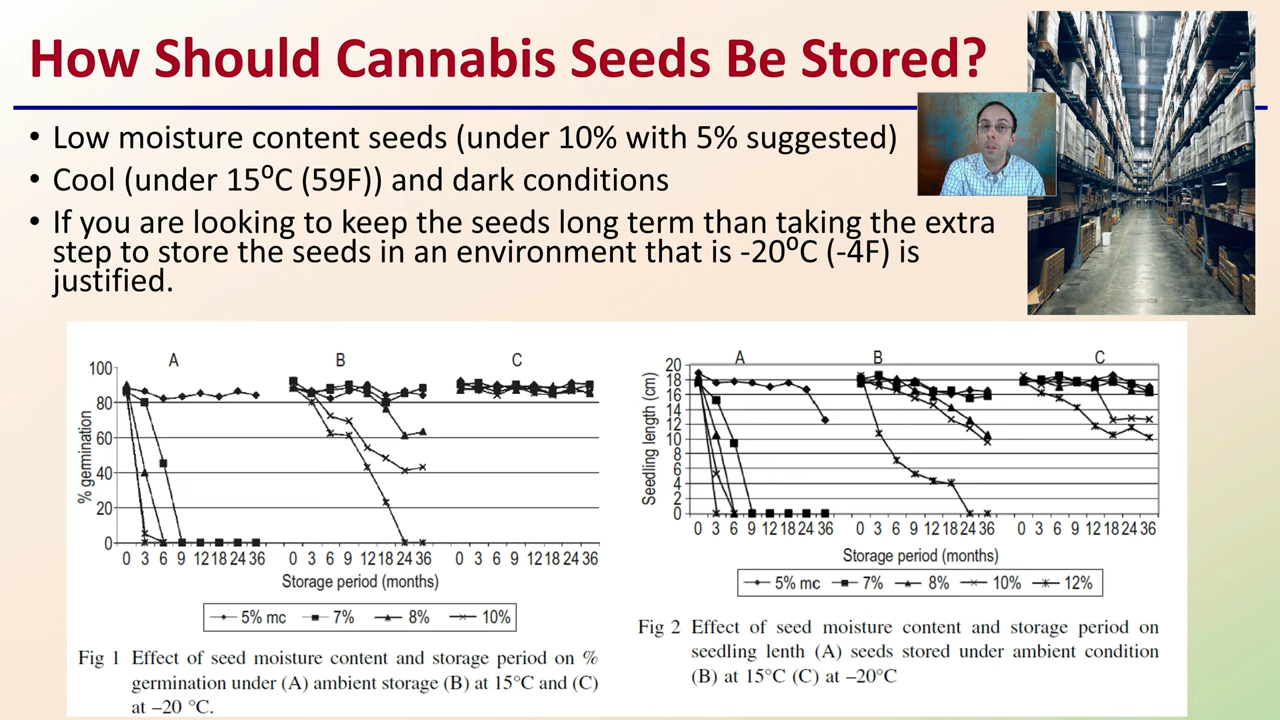 How Should Cannabis Seeds Be Stored?
• Low moisture content seeds (under 10% with 5% suggested)
• Cool (under 15⁰C (59F)) and dark conditions
• If you are looking to keep the seeds long term than taking the extra
step to store the seeds in an environment that is -20⁰C (-4F) is
justified.
A B C
100
80
60
40
20
0
% germination
0 3 6 9 12 18 24 36 0 3 6 9 12 18 24 36 0 3 6 9 12 18 24 36
Storage period (months)
5% mc 7% 8% 10%
Fig 1 Effect of seed moisture content and storage period on %
germination under (A) ambient storage (B) at 15°C and (C)
at –20 °C.
A B C
20
18
16
14
12
10
8
6
4
2
0
Seedling length (cm)
0 3 6 9 12 18 24 36 0 3 6 9 12 18 24 36 0 3 6 9 12 18 24 36
Storage period (months)
5% mc 7% 8% 10% 12%
Fig 2 Effect of seed moisture content and storage period on
seedling lenth (A) seeds stored under ambient condition
(B) at 15°C (C) at –20°C